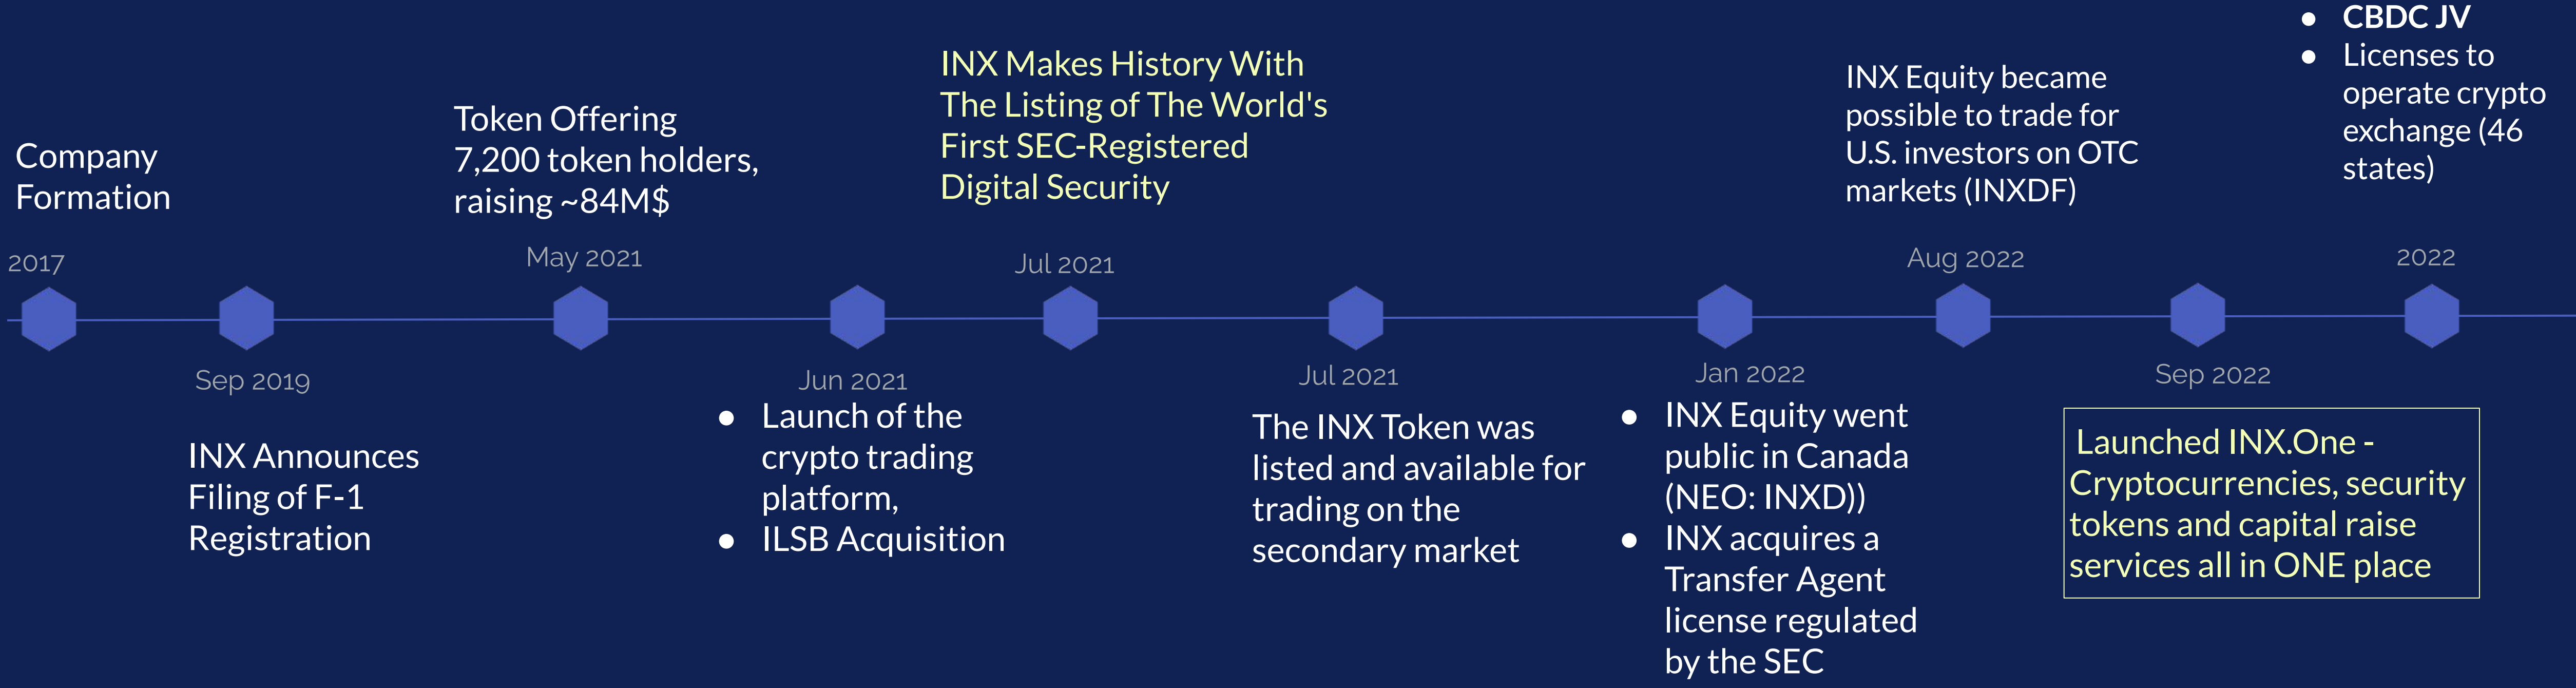 2017
Company
Formation
Sep 2019
INX Announces
Filing of F-1
Registration
May 2021
Token Offering
7,200 token holders,
raising ~84M$
Jun 2021
● Launch of the
crypto trading
platform,
● ILSB Acquisition
Jul 2021
INX Makes History With
The Listing of The World's
First SEC-Registered
Digital Security
Jul 2021
The INX Token was
listed and available for
trading on the
secondary market
Jan 2022
● INX Equity went
public in Canada
(NEO: INXD))
● INX acquires a
Transfer Agent
license regulated
by the SEC
Aug 2022
INX Equity became
possible to trade for
U.S. investors on OTC
markets (INXDF)
Sep 2022
Launched INX.One -
Cryptocurrencies, security
tokens and capital raise
services all in ONE place
2022
● CBDC JV
● Licenses to
operate crypto
exchange (46
states)